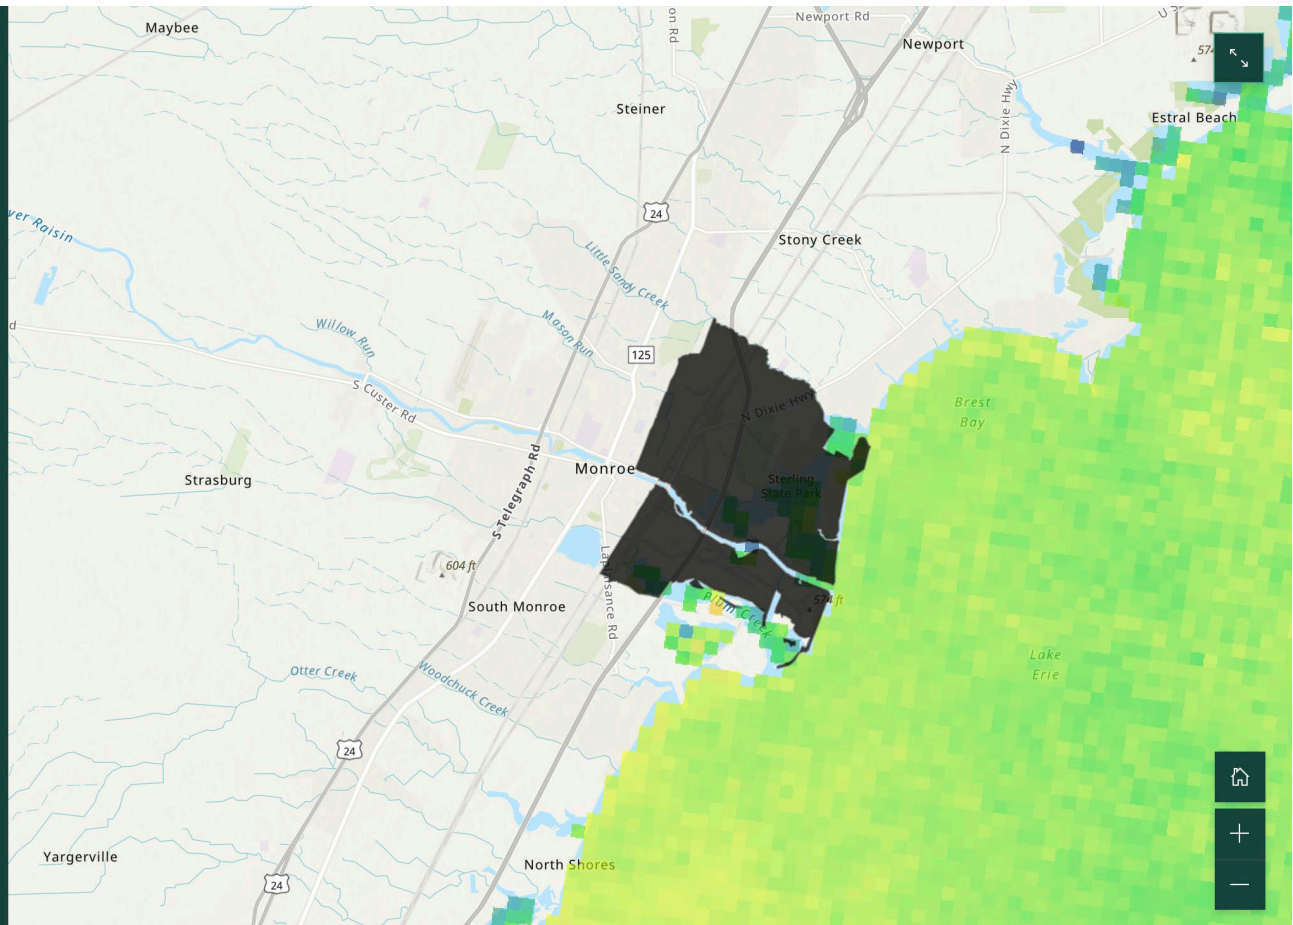 Maybee
Newport Rd
Newport
574
Steiner
N Dixie Hwy
Estral Beach
24
ver Raisin
Little Sandy Creek
Stony Creek
Willow Run
Mason Run
125
S Custer Rd
N Dixie Hwy
Brest
Bay
Monroe
Strasburg
S Telegraph Rd
Sterling
State Park
604 ft
South Monroe
Plum Creek
574 ft
Lake
Erie
Otter Creek
Woodchuck Creek
24
Yargerville
North Shores
24